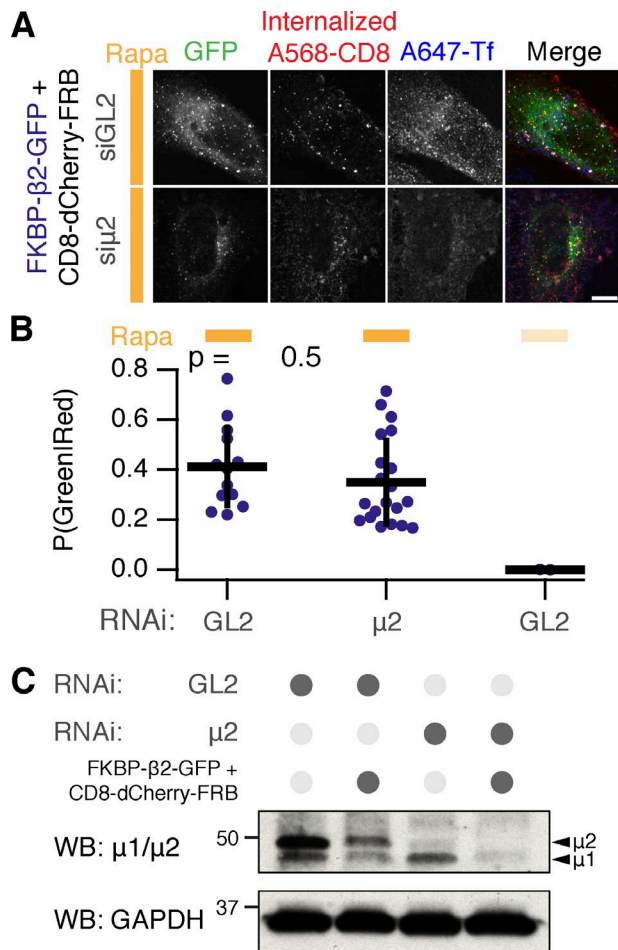 A
Internalized
Rapa GFP A568-CD8 A647-Tf Merge
FKBP-β2-GFP +
CD8-dCherry-FRB
siGL2
siμ2
B
Rapa
p = 0.5
P(Green|Red)
0.8
0.6
0.4
0.2
0.0
RNAi: GL2 μ2 GL2
C
RNAi: GL2
RNAi: μ2
FKBP-β2-GFP +
CD8-dCherry-FRB
WB: μ1/μ2 50 μ2
μ1
37
WB: GAPDH